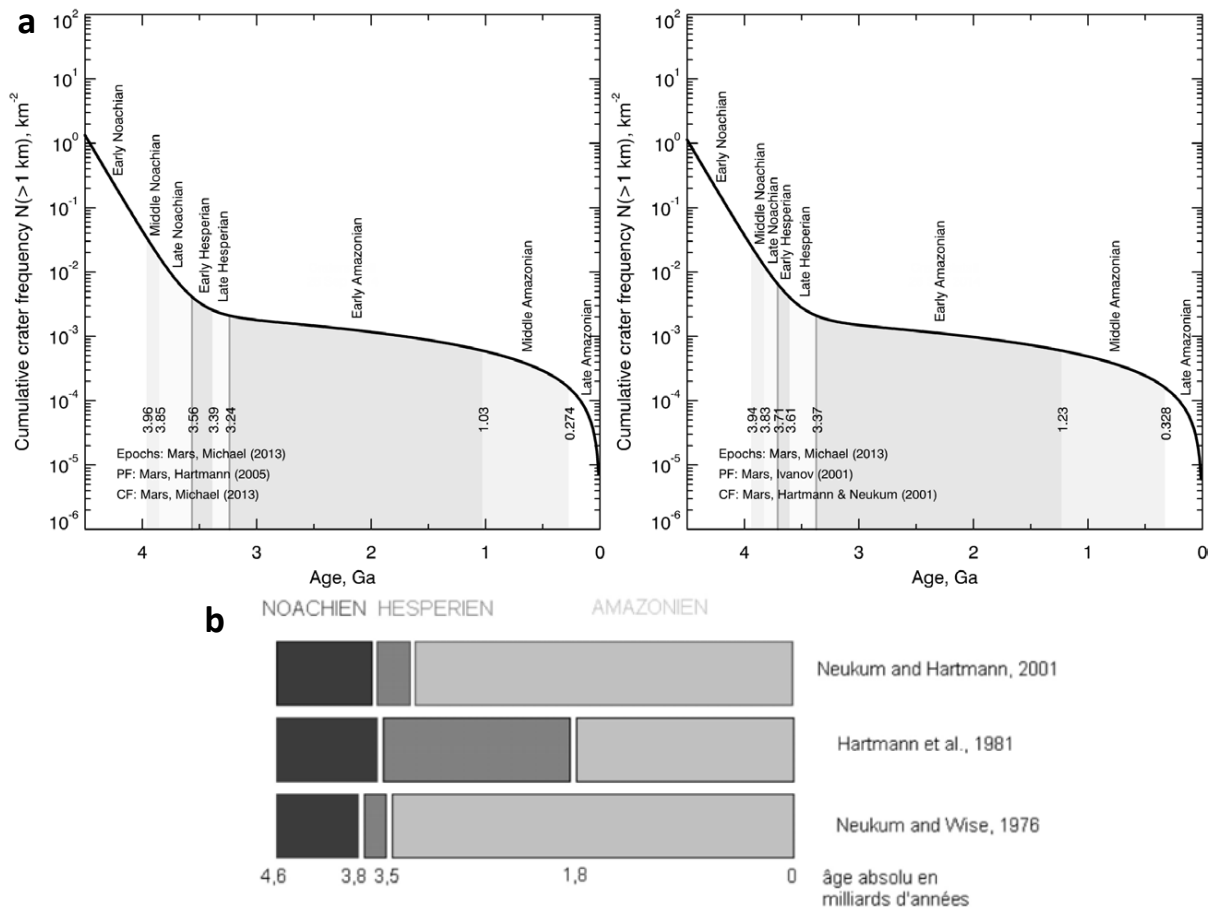 a
Cumulative crater frequency N(>1 km), km-2
10²
10¹
10⁰
10⁻¹
10⁻²
10⁻³
10⁻⁴
10⁻⁵
10⁻⁶
Early Noachian
Middle Noachian
Late Noachian
Early Hesperian
Late Hesperian
Early Amazonian
Middle Amazonian
Late Amazonian
3.96
3.85
3.56
3.39
3.24
1.03
0.274
Epochs: Mars, Michael (2013)
PF: Mars, Hartmann (2005)
CF: Mars, Michael (2013)
4 3 2 1 0
Age, Ga
Cumulative crater frequency N(>1 km), km-2
10²
10¹
10⁰
10⁻¹
10⁻²
10⁻³
10⁻⁴
10⁻⁵
10⁻⁶
Early Noachian
Middle Noachian
Late Noachian
Early Hesperian
Late Hesperian
Early Amazonian
Middle Amazonian
Late Amazonian
3.94
3.83
3.71
3.61
3.37
1.23
0.328
Epochs: Mars, Michael (2013)
PF: Mars, Ivanov (2001)
CF: Mars, Hartmann & Neukum (2001)
4 3 2 1 0
Age, Ga
b
NOACHIEN HESPERIEN AMAZONIEN
Neukum and Hartmann, 2001
Hartmann et al., 1981
Neukum and Wise, 1976
4,6 3,8 3,5 1,8 0 âge absolu en
milliards d'années